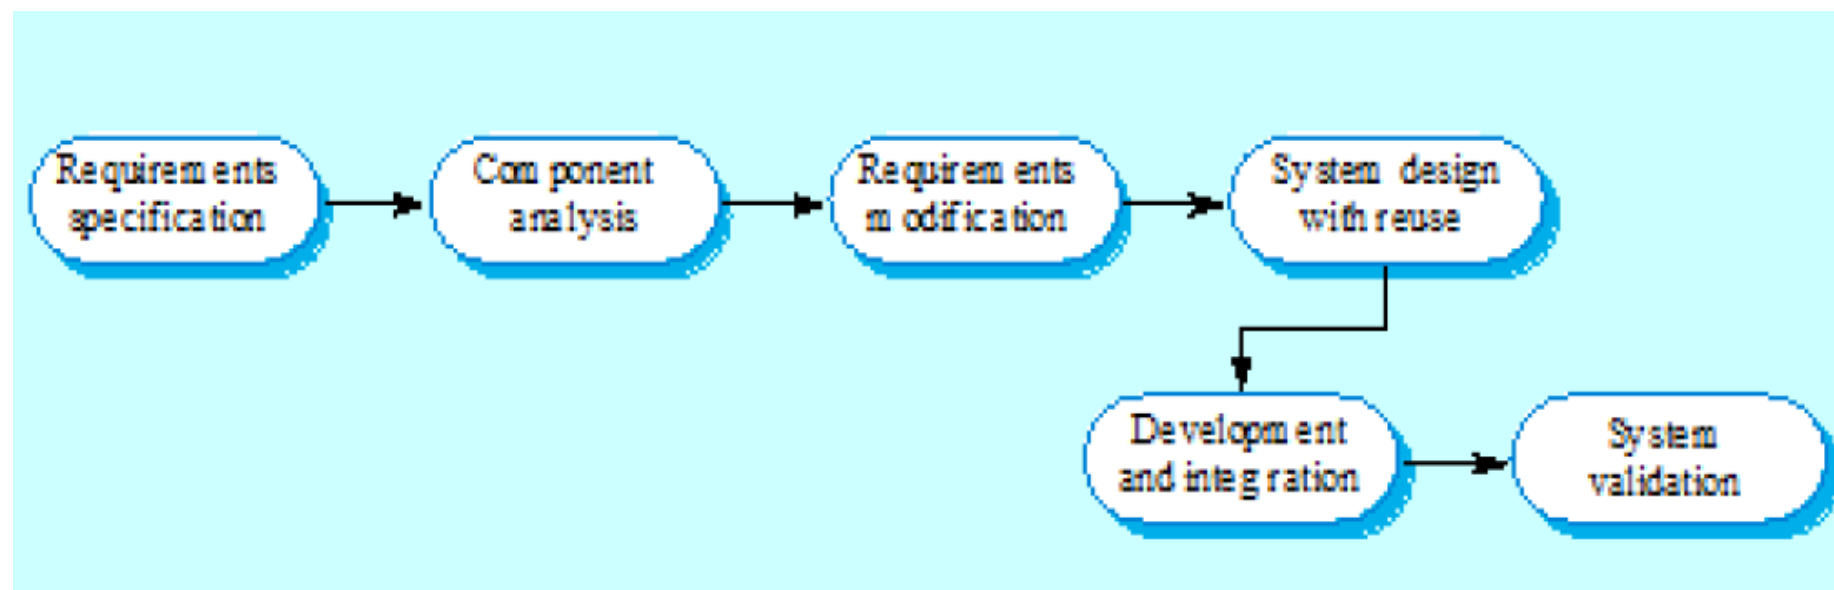 Requirements
specification
Component
analysis
Requirements
modification
System design
with reuse
Development
and integration
System
validation